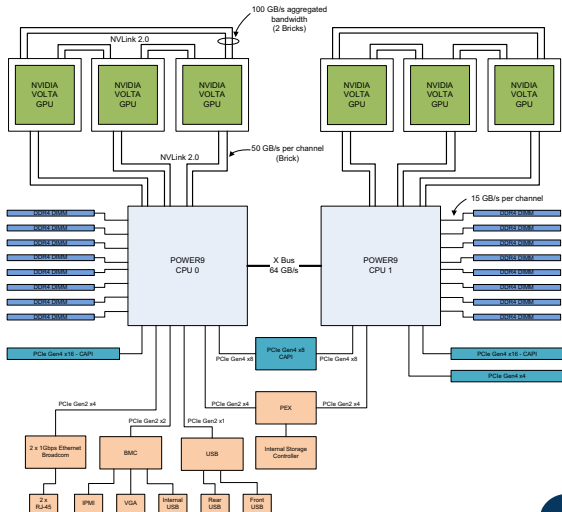 100 GB/s aggregated
bandwidth
(2 Bricks)
NVLink 2.0
NVIDIA
VOLTA
GPU
NVIDIA
VOLTA
GPU
NVIDIA
VOLTA
GPU
NVIDIA
VOLTA
GPU
NVIDIA
VOLTA
GPU
NVIDIA
VOLTA
GPU
NVLink 2.0
50 GB/s per channel
(Brick)
15 GB/s per channel
DDR4 DIMM
DDR4 DIMM
DDR4 DIMM
DDR4 DIMM
DDR4 DIMM
DDR4 DIMM
DDR4 DIMM
DDR4 DIMM
POWER9
CPU 0
X Bus
64 GB/s
POWER9
CPU 1
DDR4 DIMM
DDR4 DIMM
DDR4 DIMM
DDR4 DIMM
DDR4 DIMM
DDR4 DIMM
DDR4 DIMM
DDR4 DIMM
PCIe Gen4 x16 - CAPI
PCIe Gen4 x8
PCIe Gen4 x8
CAPI
PCIe Gen4 x8
PCIe Gen4 x16 - CAPI
PCIe Gen4 x4
PCIe Gen2 x4
PCIe Gen2 x2
PCIe Gen2 x1
PCIe Gen2 x4
PEX
PCIe Gen2 x4
2 x 1Gbps Ethernet
Broadcom
BMC
USB
Internal Storage
Controller
2 x
RJ-45
IPMI
VGA
Internal
USB
Rear
USB
Front
USB